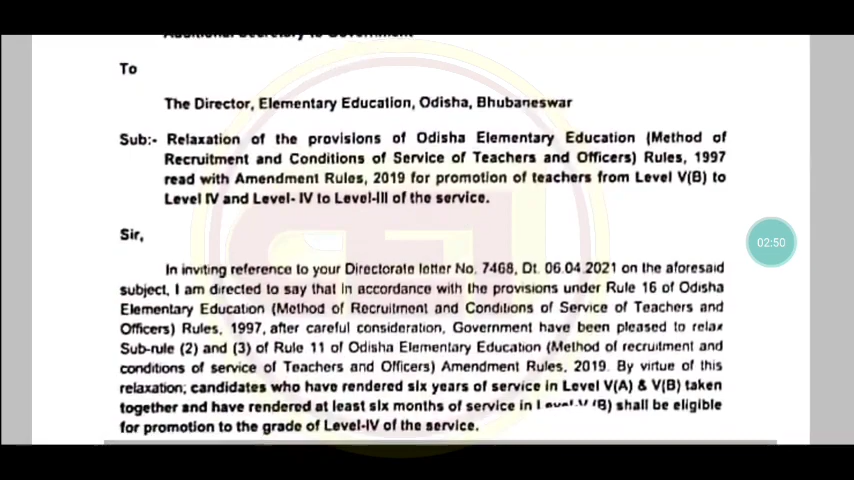 Additional Secretary to Government
To
The Director, Elementary Education, Odisha, Bhubaneswar
Sub:- Relaxation of the provisions of Odisha Elementary Education (Method of
Recruitment and Conditions of Service of Teachers and Officers) Rules, 1997
read with Amendment Rules, 2019 for promotion of teachers from Level V(B) to
Level IV and Level- IV to Level-III of the service.
Sir,
In inviting reference to your Directorate letter No. 7468, Dt. 06.04.2021 on the aforesaid
subject, I am directed to say that in accordance with the provisions under Rule 16 of Odisha
Elementary Education (Method of Recruitment and Conditions of Service of Teachers and
Officers) Rules, 1997, after careful consideration, Government have been pleased to relax
Sub-rule (2) and (3) of Rule 11 of Odisha Elementary Education (Method of recruitment and
conditions of service of Teachers and Officers) Amendment Rules, 2019. By virtue of this
relaxation; candidates who have rendered six years of service in Level V(A) & V(B) taken
together and have rendered at least six months of service in Level V (B) shall be eligible
for promotion to the grade of Level-IV of the service.
02:50